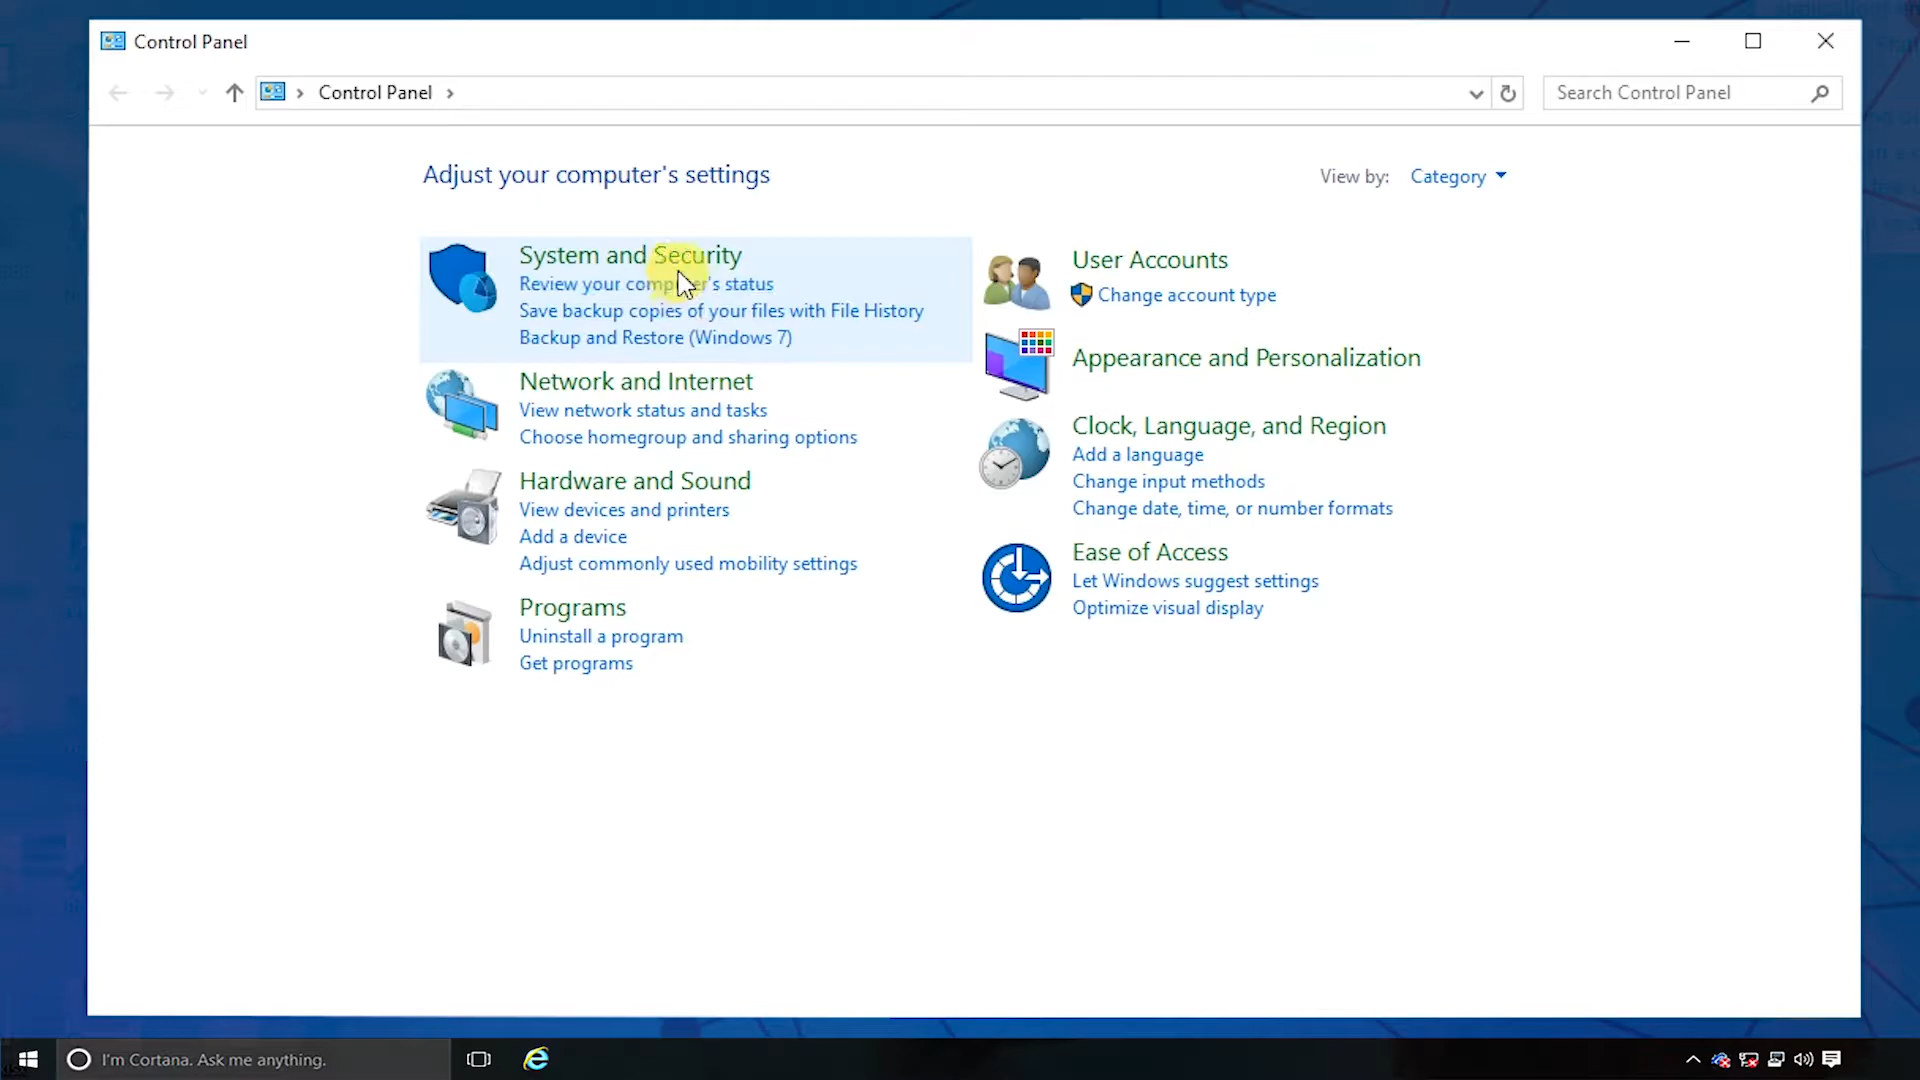 Control Panel
Control Panel
Search Control Panel
Adjust your computer's settings
View by: Category
System and Security
Review your computer's status
Save backup copies of your files with File History
Backup and Restore (Windows 7)
Network and Internet
View network status and tasks
Choose homegroup and sharing options
Hardware and Sound
View devices and printers
Add a device
Adjust commonly used mobility settings
Programs
Uninstall a program
Get programs
User Accounts
Change account type
Appearance and Personalization
Clock, Language, and Region
Add a language
Change input methods
Change date, time, or number formats
Ease of Access
Let Windows suggest settings
Optimize visual display
I'm Cortana. Ask me anything.